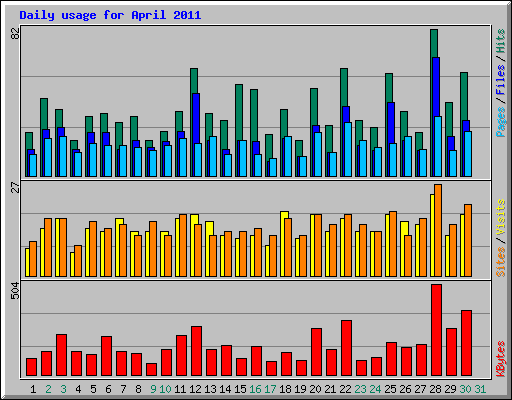 Daily usage for April 2011
82
Pages / Files / Hits
27
Sites / Visits
504
KBytes
1 2 3 4 5 6 7 8 9 10 11 12 13 14 15 16 17 18 19 20 21 22 23 24 25 26 27 28 29 30 31